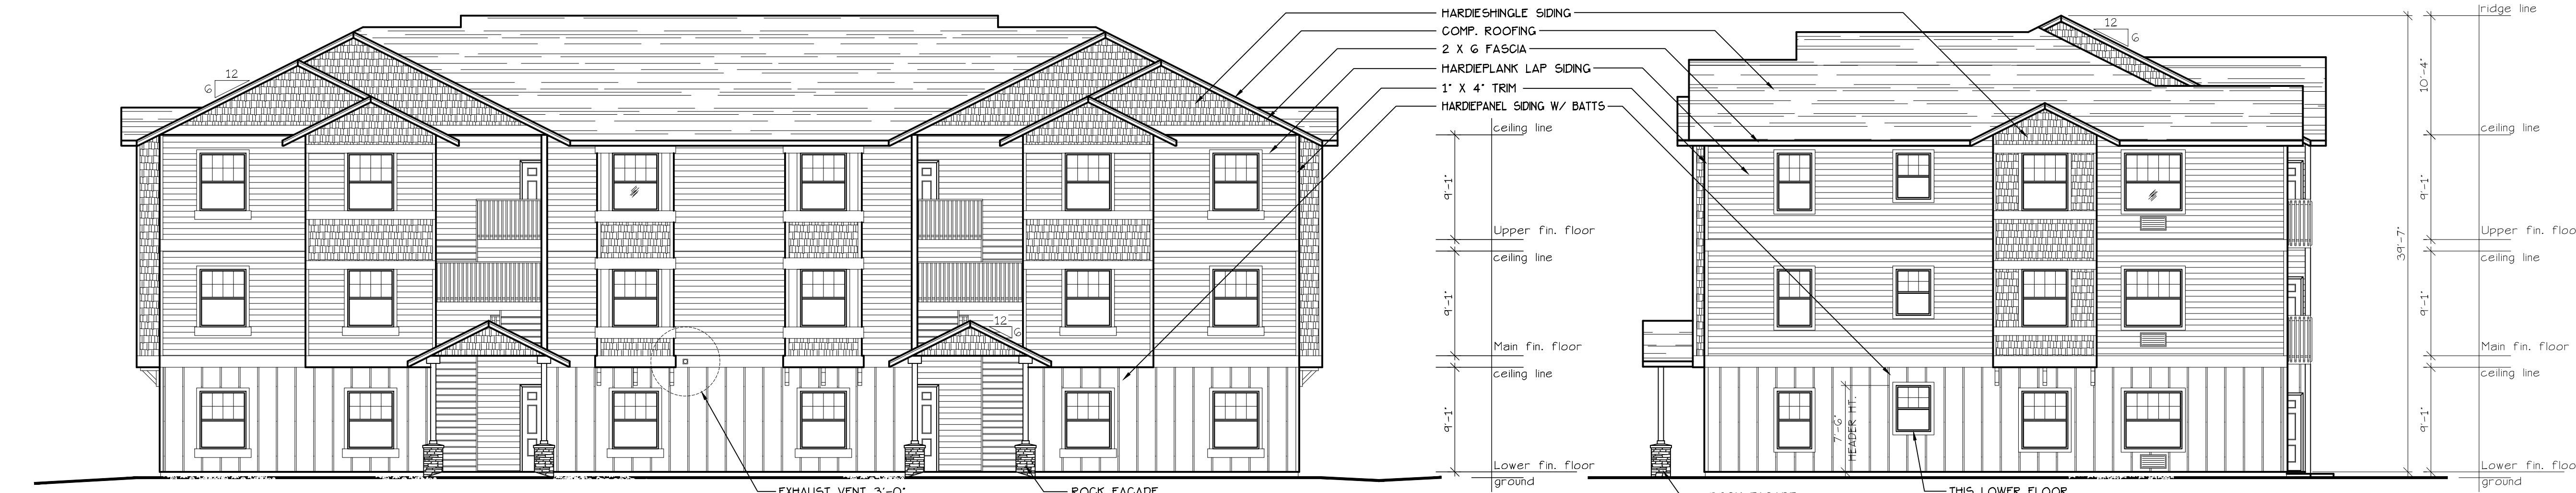 HARDIESHINGLE SIDING
COMP. ROOFING
2 X 6 FASCIA
HARDIEPLANK LAP SIDING
1" X 4" TRIM
HARDIEPANEL SIDING W/ BATTS
12
6
12
6
EXHAUST VENT 3'-0"
ROCK FACADE
ceiling line
9'-1"
Upper fin. floor
ceiling line
9'-1"
Main fin. floor
ceiling line
9'-1"
Lower fin. floor
ground
12
6
7'-6"
HEADER HT.
THIS LOWER FLOOR
39'-7"
ridge line
10'-4"
ceiling line
9'-1"
Upper fin. floo
ceiling line
9'-1"
Main fin. floor
ceiling line
9'-1"
Lower fin. floo
ground